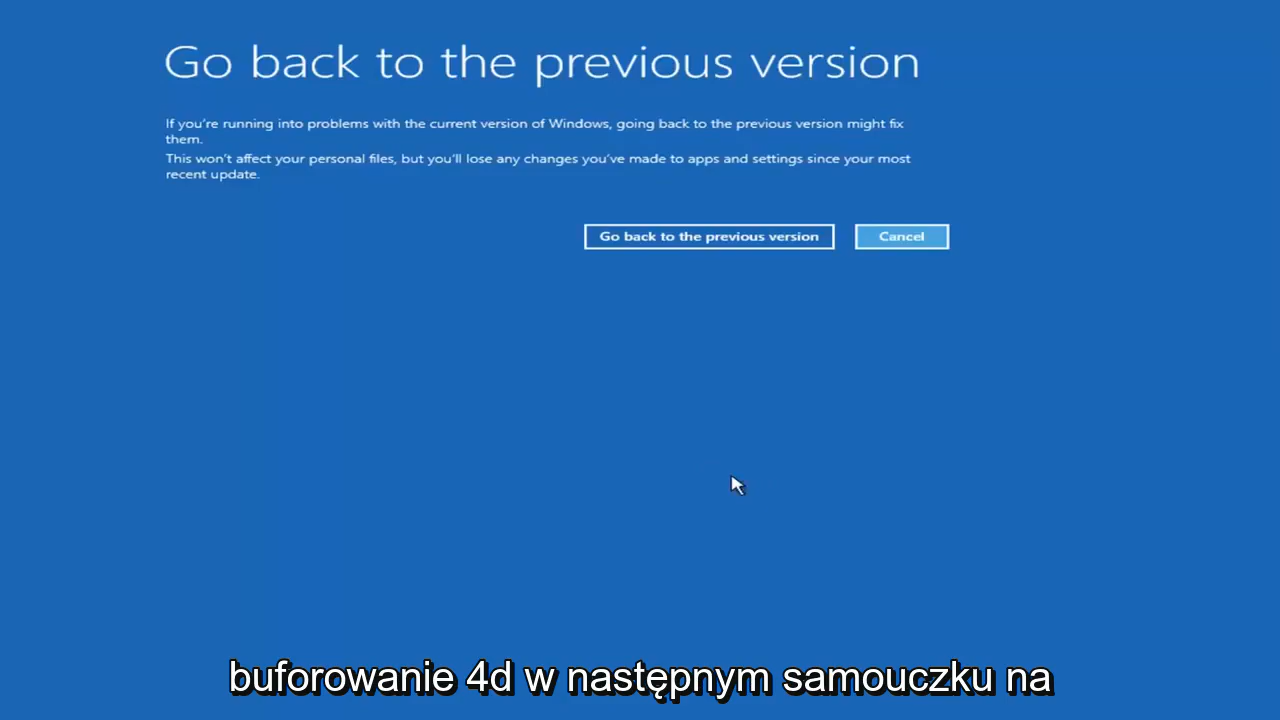 Go back to the previous version
If you're running into problems with the current version of Windows, going back to the previous version might fix
them.
This won't affect your personal files, but you'll lose any changes you've made to apps and settings since your most
recent update.
Go back to the previous version
Cancel
buforowanie 4d w następnym samouczku na